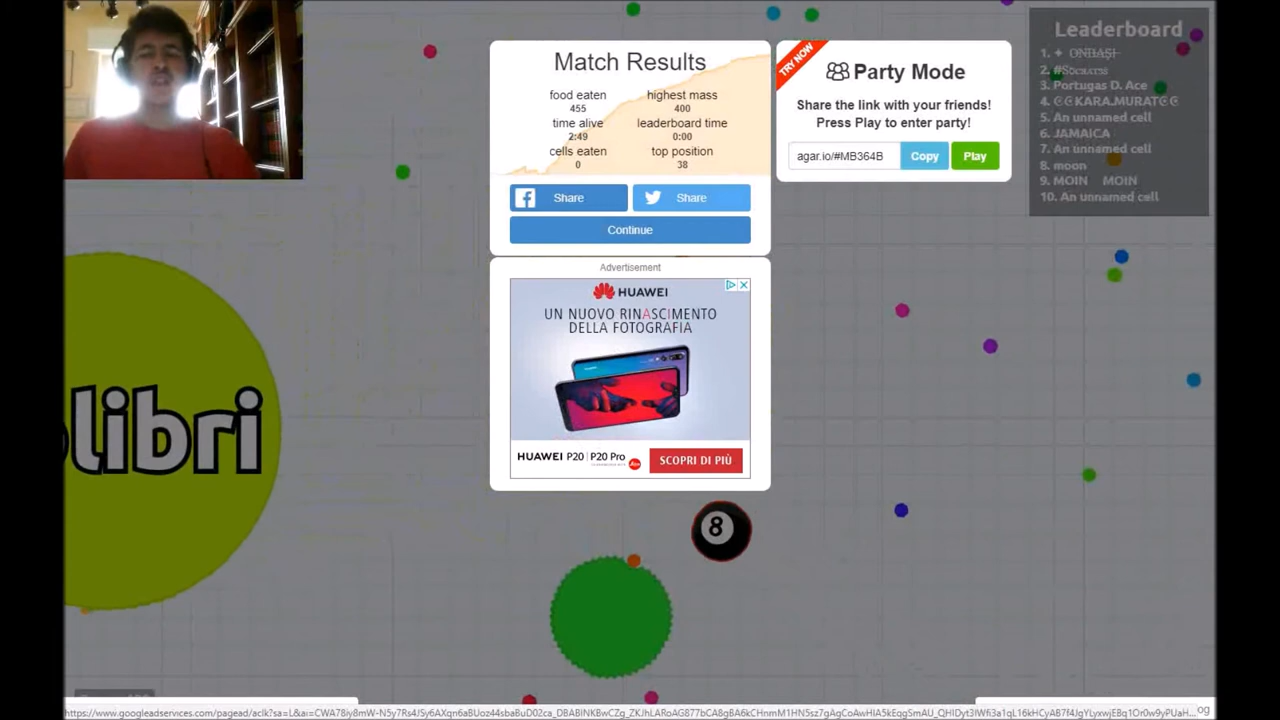 Match Results
food eaten
455
highest mass
400
time alive
2:49
leaderboard time
0:00
cells eaten
0
top position
38
Share
Share
Continue
TRY NOW
Party Mode
Share the link with your friends!
Press Play to enter party!
agar.io/#MB364B
Copy
Play
Leaderboard
3. Portugas D. Ace
4. ᕮᕮKARA.MURATᕮᕮ
5. An unnamed cell
6. JAMAICA
7. An unnamed cell
8. moon
9. MOIN MOIN
10. An unnamed cell
Advertisement
HUAWEI
UN NUOVO RINASCIMENTO
DELLA FOTOGRAFIA
HUAWEI P20 | P20 Pro
SCOPRI DI PIÙ
libri
8